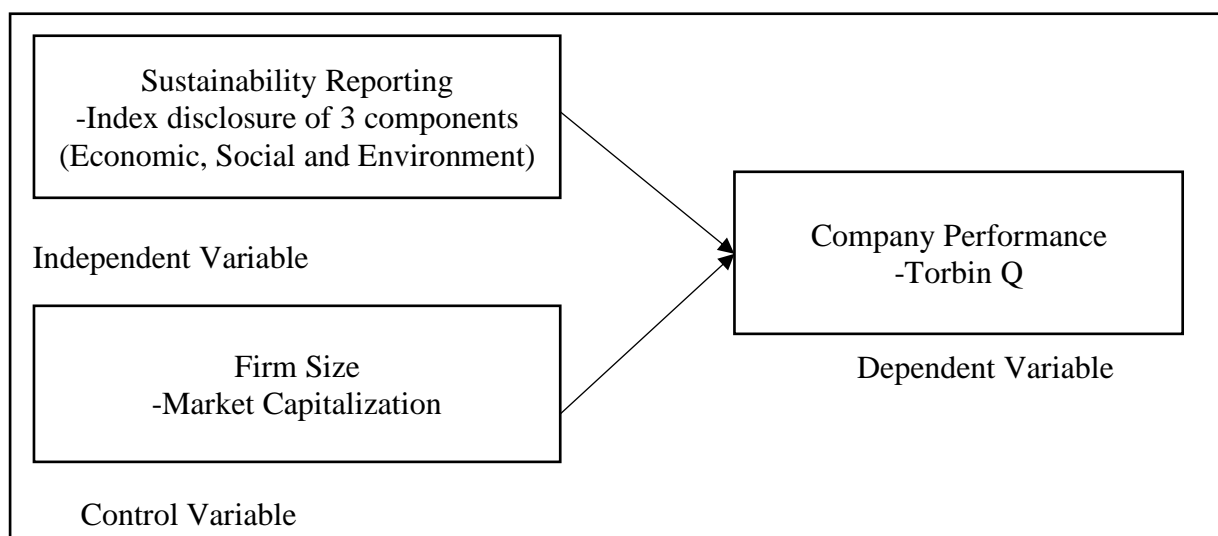 Sustainability Reporting
-Index disclosure of 3 components
(Economic, Social and Environment)
Independent Variable
Firm Size
-Market Capitalization
Control Variable
Company Performance
-Torbin Q
Dependent Variable